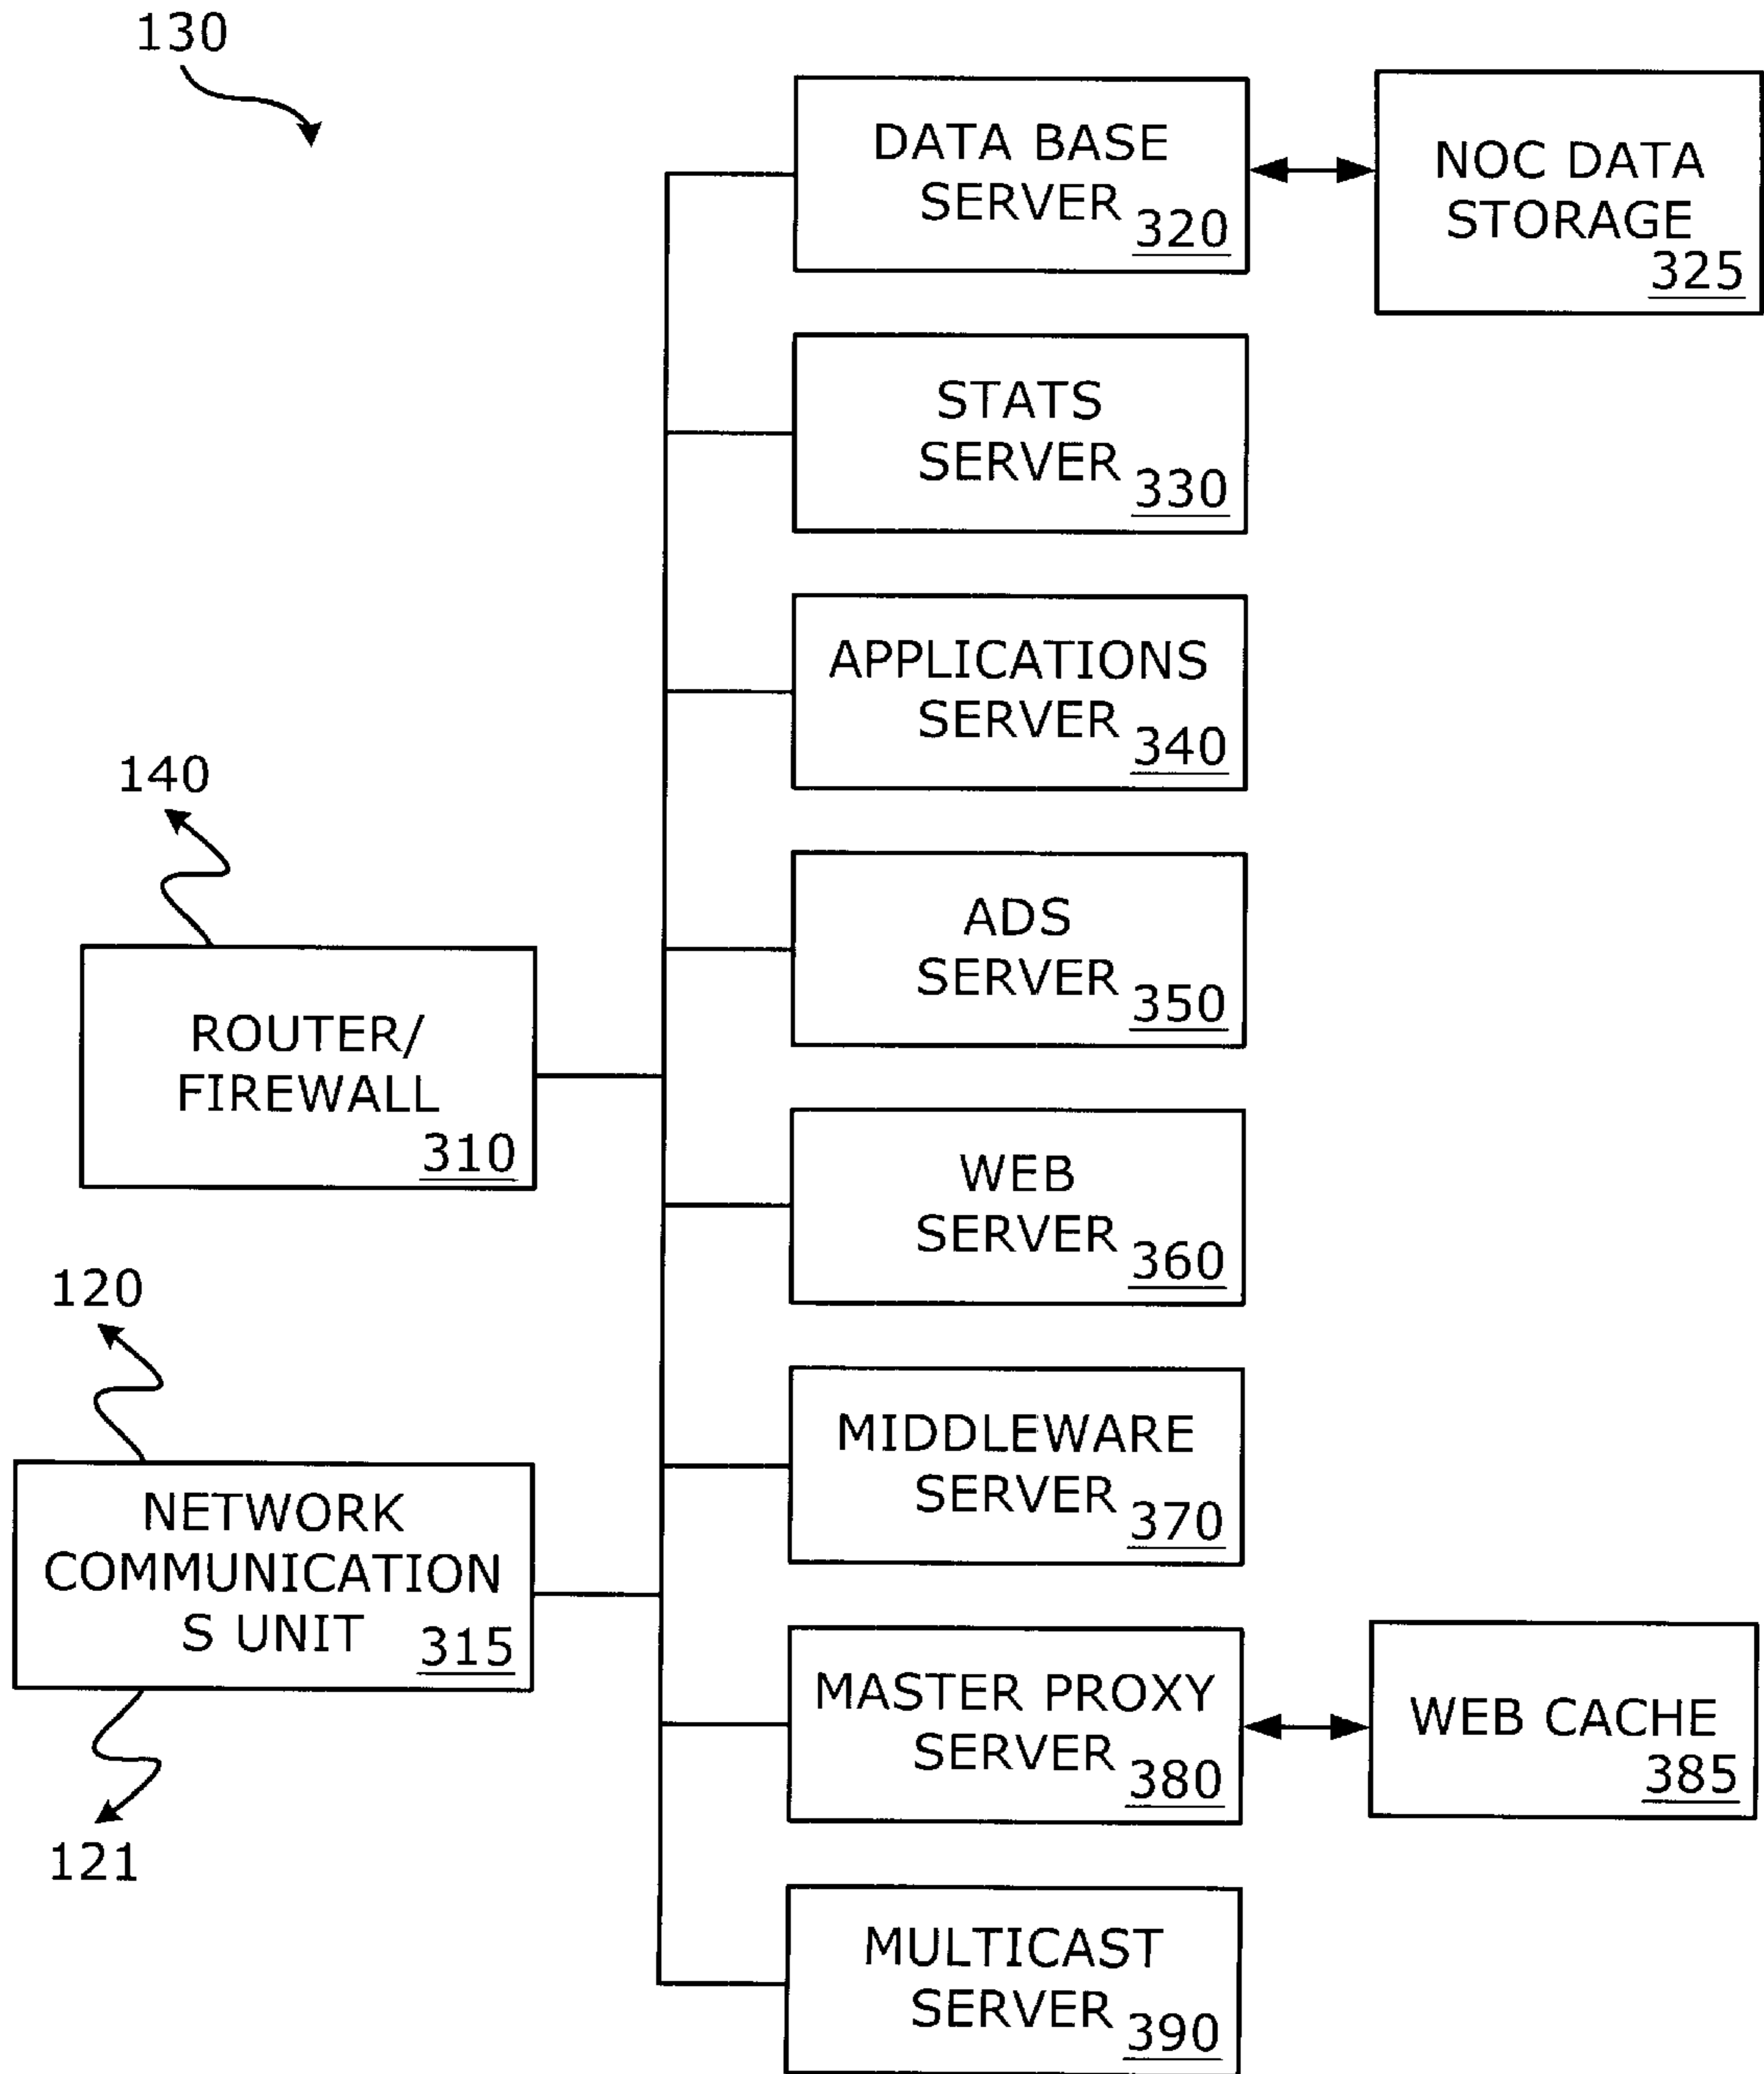 130
DATA BASE
SERVER 320
NOC DATA
STORAGE
325
STATS
SERVER 330
APPLICATIONS
SERVER 340
140
ADS
SERVER 350
ROUTER/
FIREWALL
310
WEB
SERVER 360
120
MIDDLEWARE
SERVER 370
NETWORK
COMMUNICATION
S UNIT 315
MASTER PROXY
SERVER 380
WEB CACHE
385
121
MULTICAST
SERVER 390